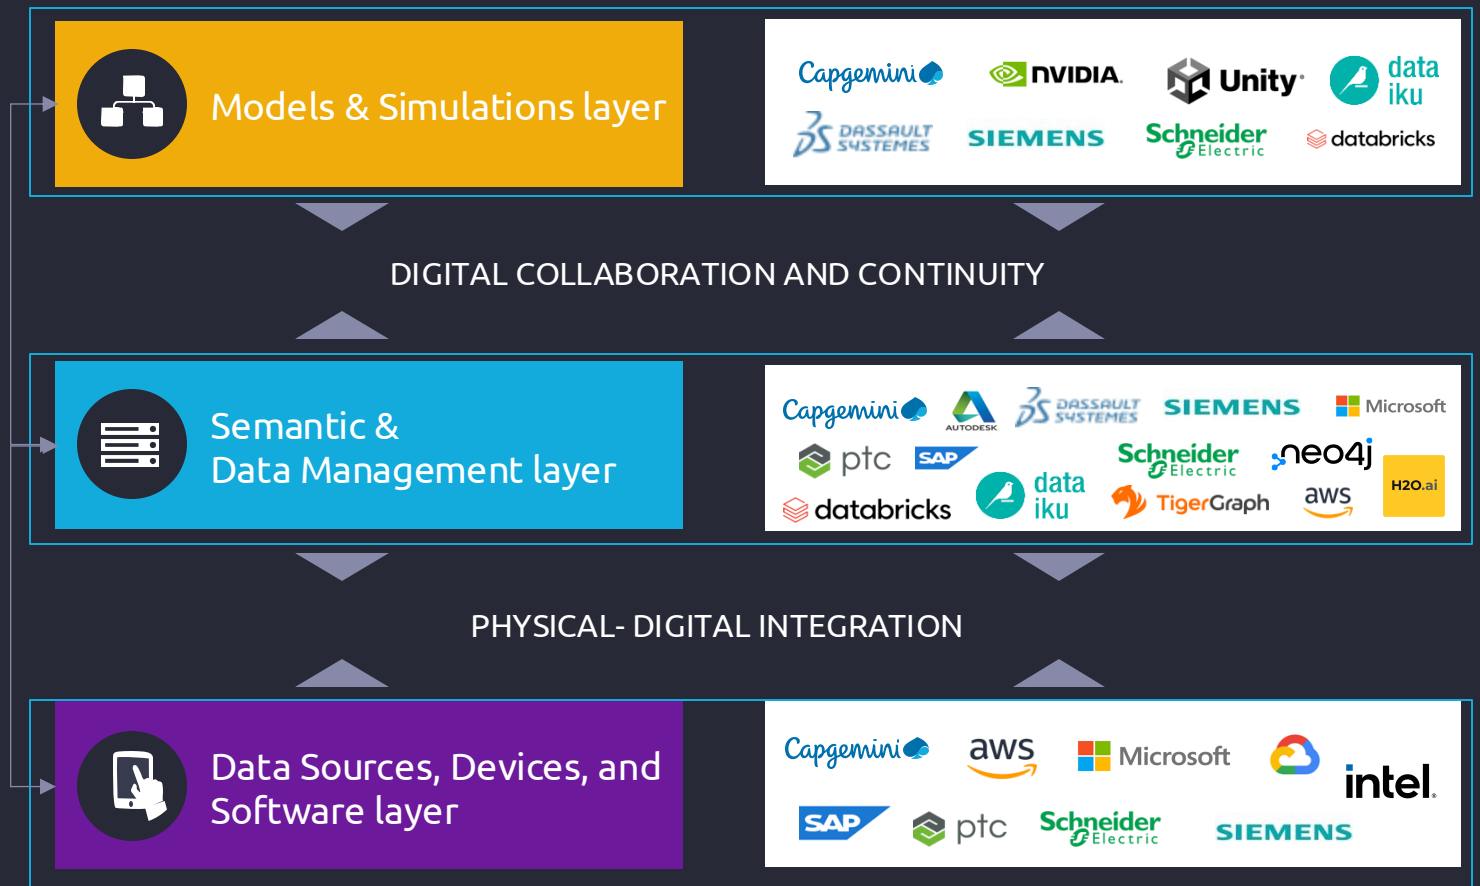 Models & Simulations layer
Capgemini
NVIDIA.
Unity
data
iku
DASSAULT
SYSTEMES
SIEMENS
Schneider
Electric
databricks
DIGITAL COLLABORATION AND CONTINUITY
Semantic &
Data Management layer
Capgemini
AUTODESK
DASSAULT
SYSTEMES
SIEMENS
Microsoft
ptc
SAP
data
iku
Schneider
Electric
neo4j
H2O.ai
databricks
TigerGraph
aws
PHYSICAL- DIGITAL INTEGRATION
Data Sources, Devices, and
Software layer
Capgemini
aws
Microsoft
intel.
SAP
ptc
Schneider
Electric
SIEMENS